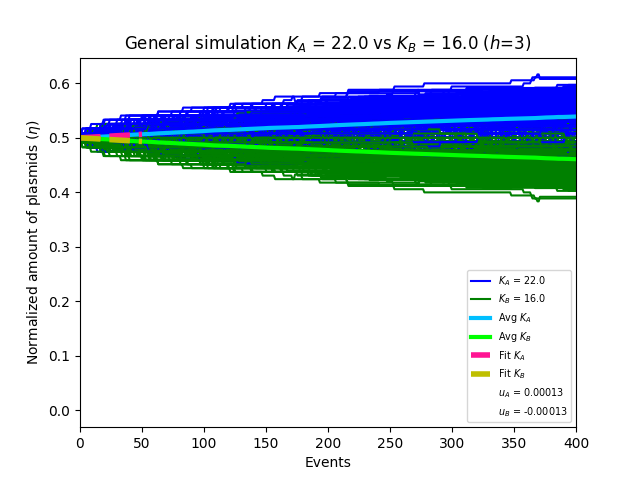 General simulation K_A = 22.0 vs K_B = 16.0 (h=3)
Normalized amount of plasmids (η)
0.6
0.5
0.4
0.3
0.2
0.1
0.0
K_A = 22.0
K_B = 16.0
Avg K_A
Avg K_B
Fit K_A
Fit K_B
u_A = 0.00013
u_B = -0.00013
0 50 100 150 200 250 300 350 400
Events